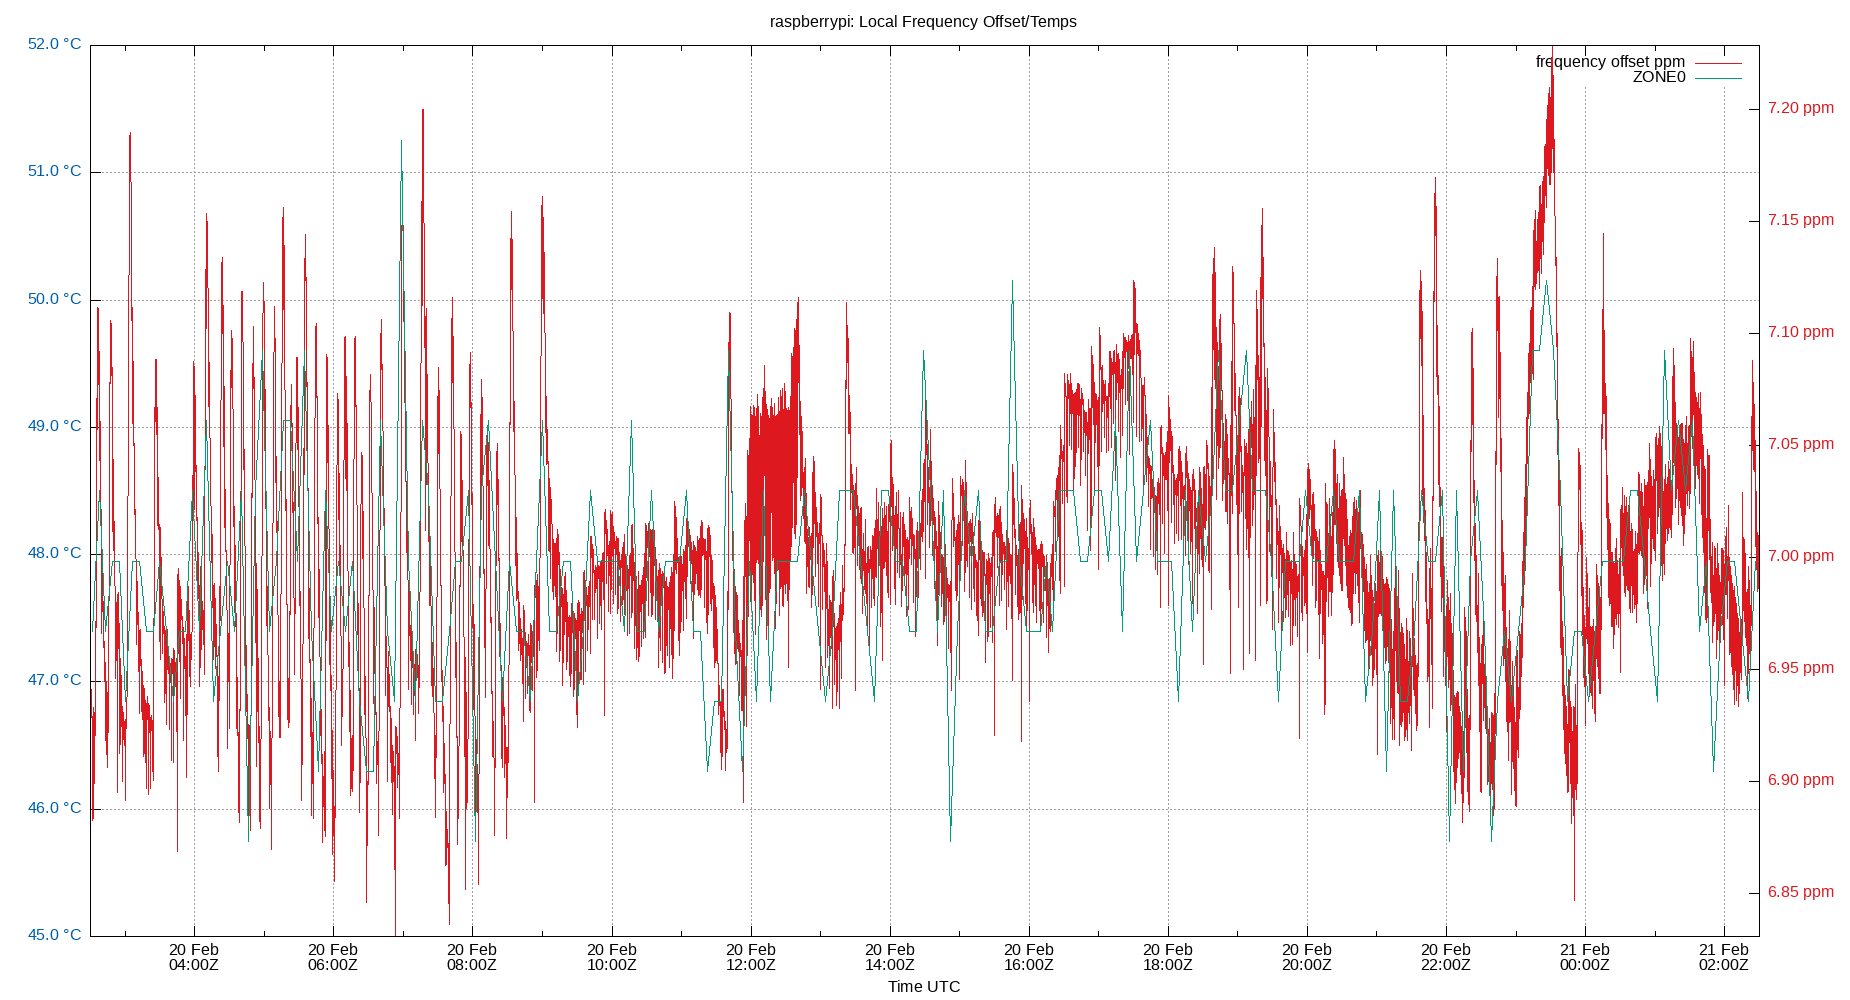 raspberrypi: Local Frequency Offset/Temps
frequency offset ppm
ZONE0
52.0 °C
51.0 °C
50.0 °C
49.0 °C
48.0 °C
47.0 °C
46.0 °C
45.0 °C
7.20 ppm
7.15 ppm
7.10 ppm
7.05 ppm
7.00 ppm
6.95 ppm
6.90 ppm
6.85 ppm
20 Feb 20 Feb 20 Feb 20 Feb 20 Feb 20 Feb 20 Feb 20 Feb 20 Feb 20 Feb 21 Feb 21 Feb
04:00Z 06:00Z 08:00Z 10:00Z 12:00Z 14:00Z 16:00Z 18:00Z 20:00Z 22:00Z 00:00Z 02:00Z
Time UTC